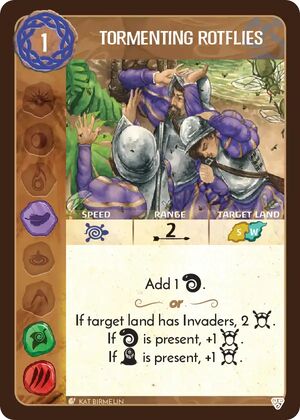 1
TORMENTING ROTFLIES
SPEED RANGE TARGET LAND
2 S W
Add 1 .
or
If target land has Invaders, 2 .
If is present, +1 .
If is present, +1 .
KAT BIRMELIN